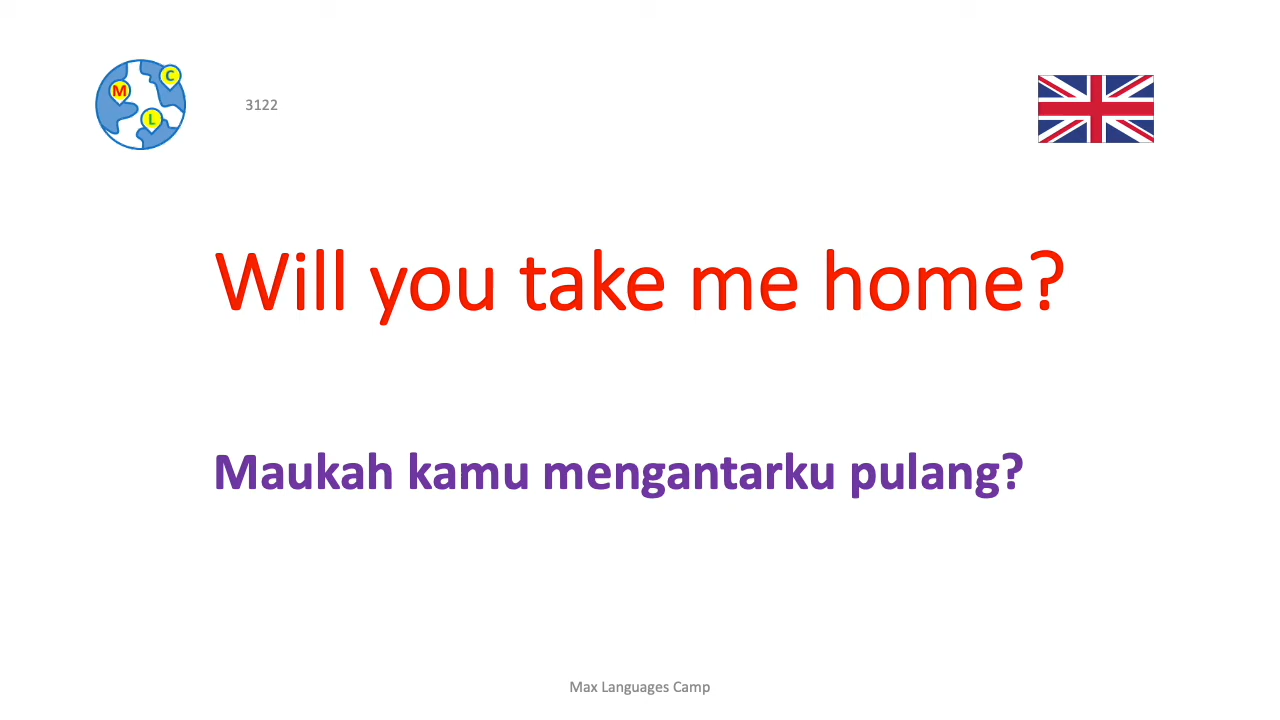 C
M
L
3122
Will you take me home?
Maukah kamu mengantarku pulang?
Max Languages Camp